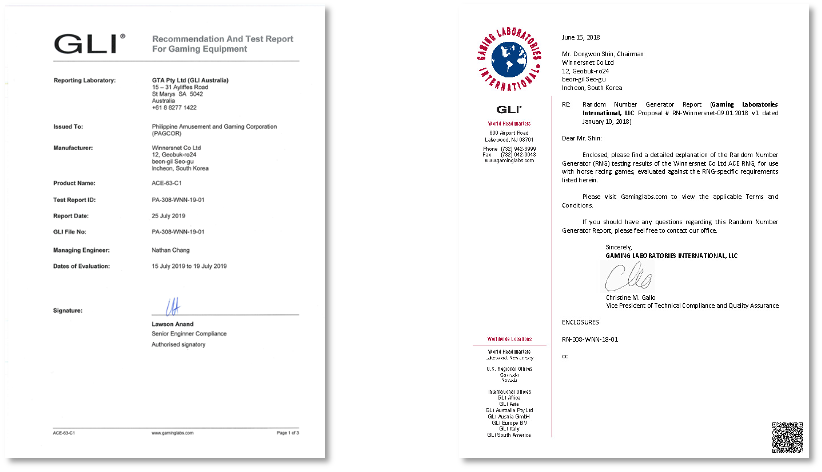 GLI®
Recommendation And Test Report
For Gaming Equipment
Reporting Laboratory:
GTA Pty Ltd (GLI Australia)
15 – 31 Ayliffes Road
St Marys SA 5042
Australia
+61 8 8277 1422
Issued To:
Philippine Amusement and Gaming Corporation
(PAGCOR)
Manufacturer:
Winnersnet Co Ltd
12, Geobuk-ro24
beon-gil Seo-gu
Incheon, South Korea
Product Name:
ACE-63-C1
Test Report ID:
PA-308-WNN-19-01
Report Date:
25 July 2019
GLI File No:
PA-308-WNN-19-01
Managing Engineer:
Nathan Chang
Dates of Evaluation:
15 July 2019 to 19 July 2019
Signature:
Lawson Anand
Senior Enginner Compliance
Authorised signatory
ACE-63-C1
www.gaminglabs.com
Page 1 of 3
GAMING LABORATORIES
INTERNATIONAL
GLI®
World Headquarters
600 Airport Road
Lakewood, NJ 08701
Phone (732) 942-3999
www.gaminglabs.com
Worldwide Locations
World Headquarters
Lakewood, New Jersey
U.S. Regional Offices
Colorado
Nevada
International Offices
GLI Africa
GLI Asia
GLI Australia Pty Ltd
GLI Austria GmbH
GLI Europe BV
GLI Italy
GLI South America
June 15, 2018
Mr. Dongwon Shin, Chairman
Winnersnet Co Ltd
12, Geobuk-ro24
beon-gil Seo-gu
Incheon, South Korea
RE: Random Number Generator Report (Gaming Laboratories
International, LLC Proposal # RN-Winnersnet-09.01.2018 v1 dated
January 19, 2018)
Dear Mr. Shin:
Enclosed, please find a detailed explanation of the Random Number
Generator (RNG) testing results of the Winnersnet Co Ltd ACE RNG, for use
with horse racing games, evaluated against the RNG-specific requirements
listed herein.
Please visit Gaminglabs.com to view the applicable Terms and
Conditions.
If you should have any questions regarding this Random Number
Generator Report, please feel free to contact our office.
Sincerely,
GAMING LABORATORIES INTERNATIONAL, LLC
Christine M. Gallo
Vice President of Technical Compliance and Quality Assurance
ENCLOSURES
RN-308-WNN-18-01
cc: